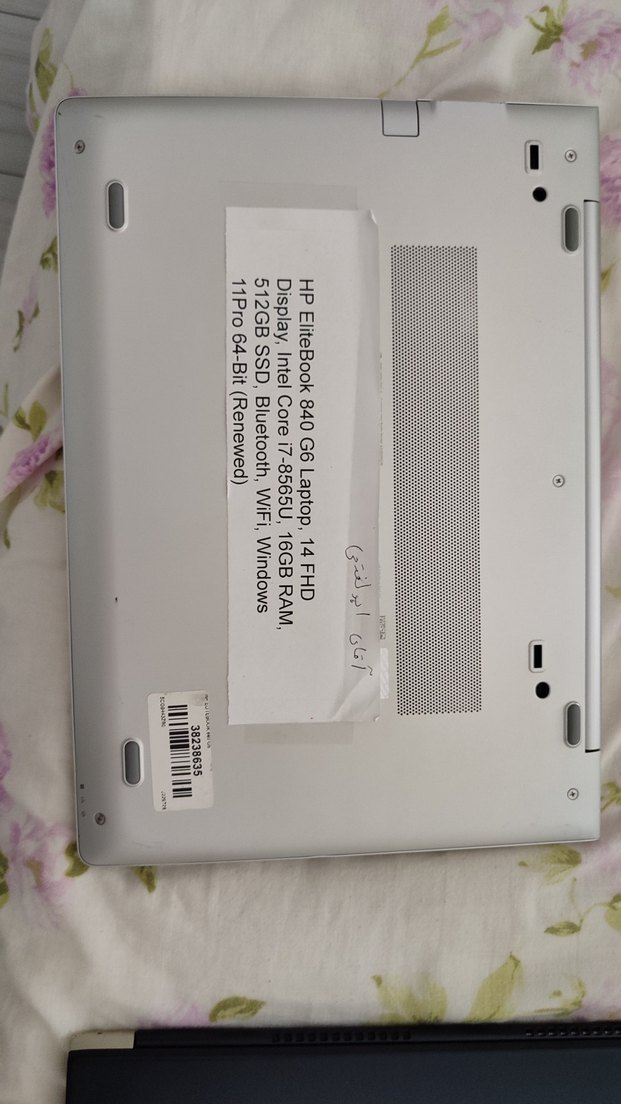 HP EliteBook 840 G6 Laptop, 14 FHD
Display, Intel Core i7-8565U, 16GB RAM,
512GB SSD, Bluetooth, WiFi, Windows
11Pro 64-Bit (Renewed)
آقای
38238635